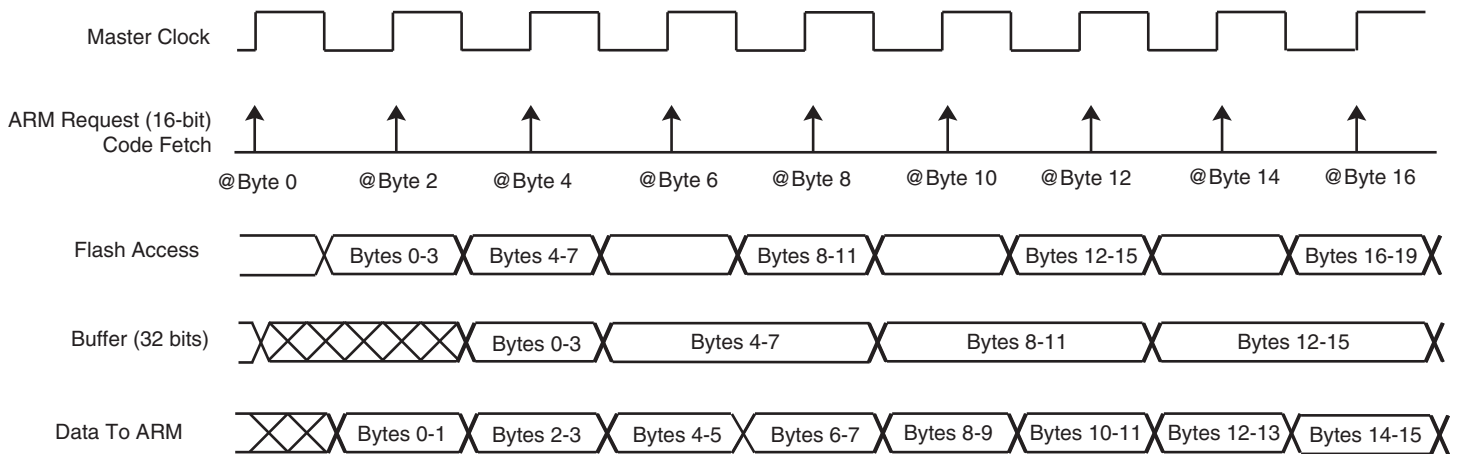 Master Clock
ARM Request (16-bit)
Code Fetch
@Byte 0 @Byte 2 @Byte 4 @Byte 6 @Byte 8 @Byte 10 @Byte 12 @Byte 14 @Byte 16
Flash Access Bytes 0-3 Bytes 4-7 Bytes 8-11 Bytes 12-15 Bytes 16-19
Buffer (32 bits) Bytes 0-3 Bytes 4-7 Bytes 8-11 Bytes 12-15
Data To ARM Bytes 0-1 Bytes 2-3 Bytes 4-5 Bytes 6-7 Bytes 8-9 Bytes 10-11 Bytes 12-13 Bytes 14-15